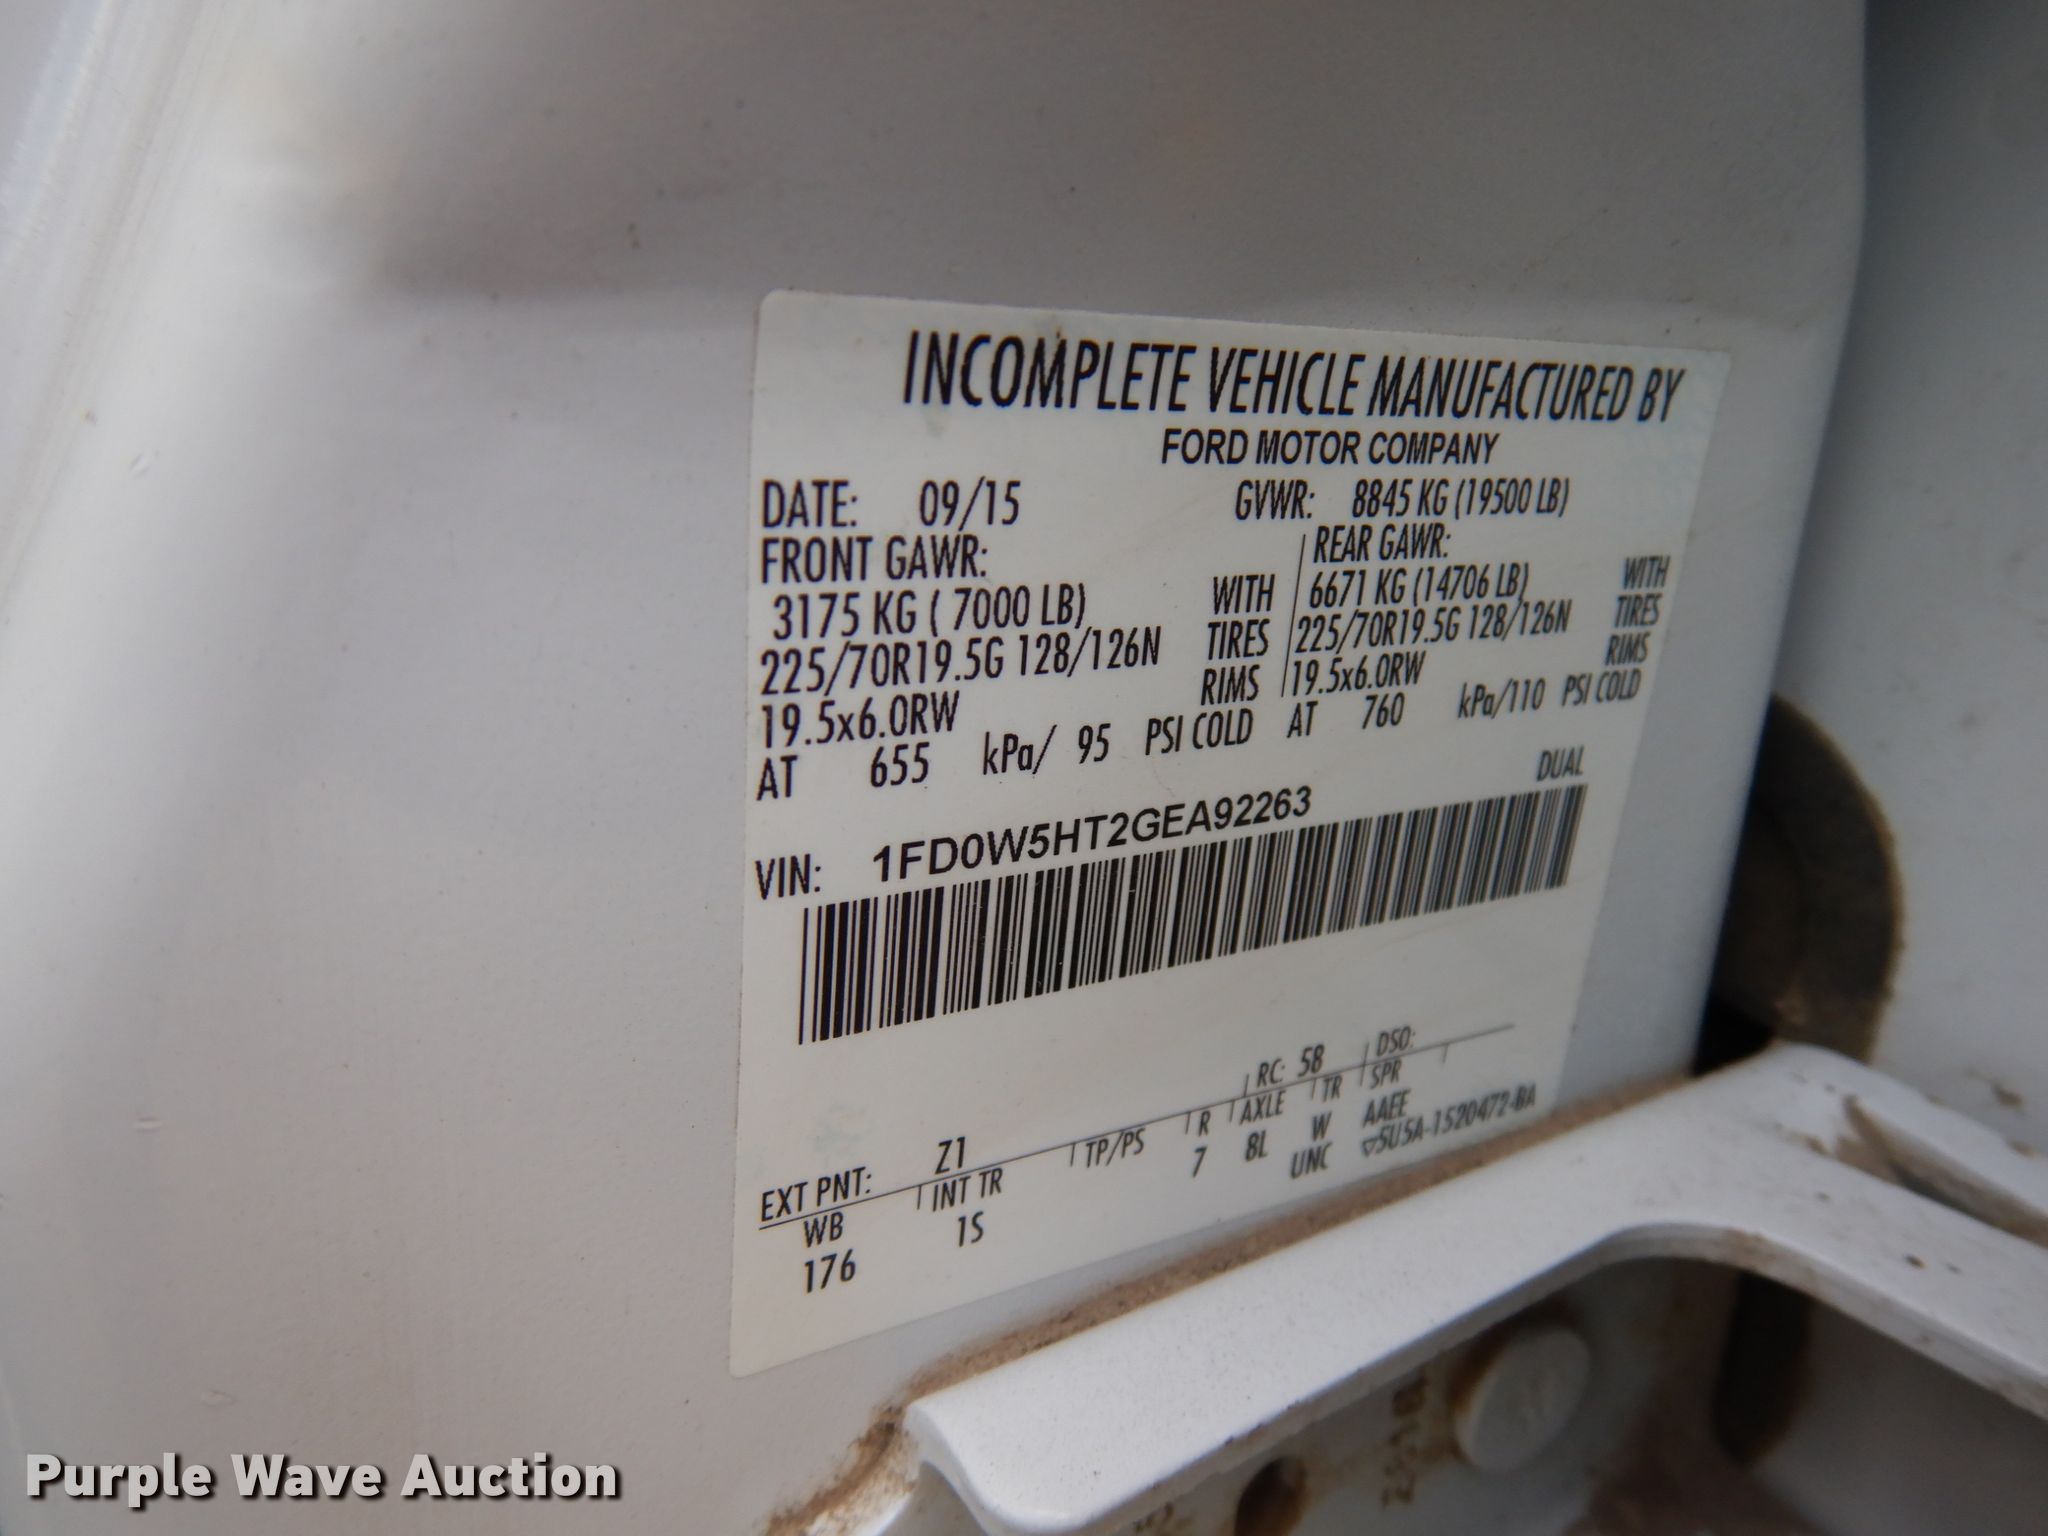 INCOMPLETE VEHICLE MANUFACTURED BY
FORD MOTOR COMPANY
DATE: 09/15 GVWR: 8845 KG (19500 LB)
FRONT GAWR: REAR GAWR:
3175 KG ( 7000 LB) WITH 6671 KG (14706 LB) WITH
225/70R19.5G 128/126N TIRES 225/70R19.5G 128/126N TIRES
19.5x6.0RW RIMS 19.5x6.0RW RIMS
AT 655 kPa/ 95 PSI COLD AT 760 kPa/110 PSI COLD
DUAL
VIN: 1FD0W5HT2GEA92263
EXT PNT: Z1 RC: 58 DSO:
WB INT TR TP/PS R AXLE TR SPR
176 1S 7 8L W AAEE
UNC ▽5U5A-1520472-BA
Purple Wave Auction